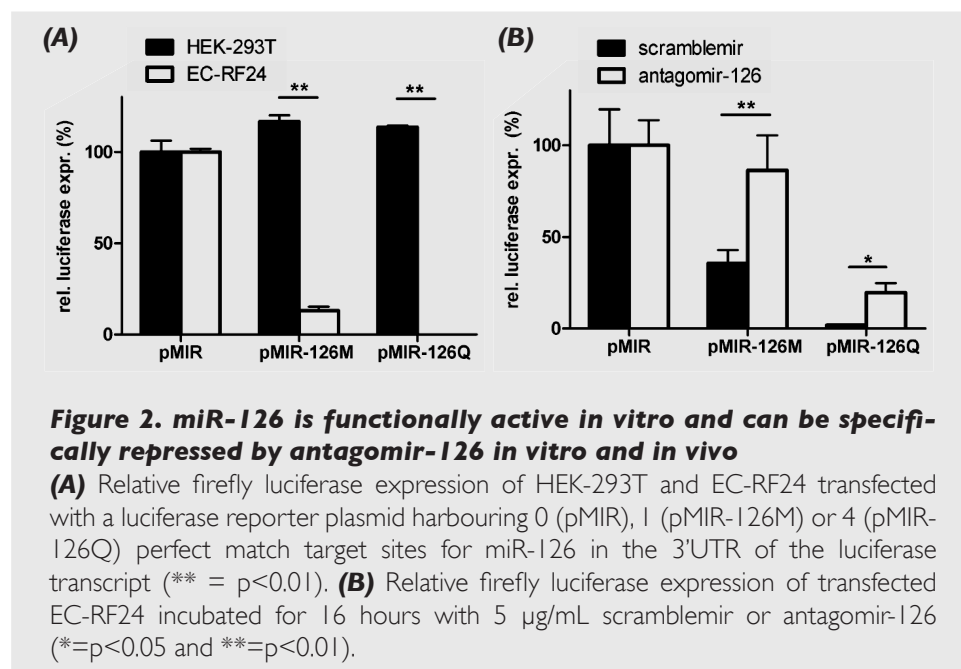 (A)
HEK-293T
EC-RF24
rel. luciferase expr. (%)
100
50
0
**
**
pMIR
pMIR-126M
pMIR-126Q
(B)
scramblemir
antagomir-126
rel. luciferase expr. (%)
100
50
0
**
*
pMIR
pMIR-126M
pMIR-126Q
Figure 2. miR-126 is functionally active in vitro and can be specifi-
cally repressed by antagomir-126 in vitro and in vivo
(A) Relative firefly luciferase expression of HEK-293T and EC-RF24 transfected
with a luciferase reporter plasmid harbouring 0 (pMIR), 1 (pMIR-126M) or 4 (pMIR-
126Q) perfect match target sites for miR-126 in the 3'UTR of the luciferase
transcript (** = p<0.01). (B) Relative firefly luciferase expression of transfected
EC-RF24 incubated for 16 hours with 5 µg/mL scramblemir or antagomir-126
(*=p<0.05 and **=p<0.01).